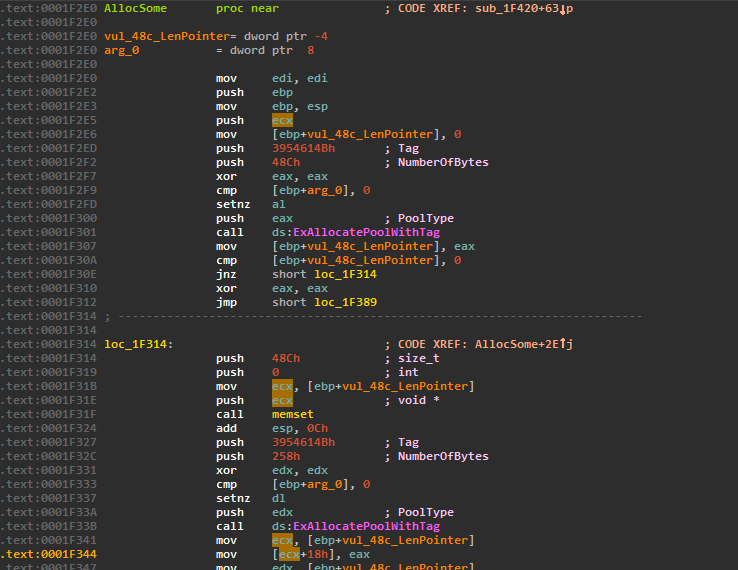 .text:0001F2E0 AllocSome proc near ; CODE XREF: sub_1F420+63↓p
.text:0001F2E0
.text:0001F2E0 vul_48c_LenPointer= dword ptr -4
.text:0001F2E0 arg_0 = dword ptr 8
.text:0001F2E0
.text:0001F2E0 mov edi, edi
.text:0001F2E2 push ebp
.text:0001F2E3 mov ebp, esp
.text:0001F2E5 push ecx
.text:0001F2E6 mov [ebp+vul_48c_LenPointer], 0
.text:0001F2ED push 3954614Bh ; Tag
.text:0001F2F2 push 48Ch ; NumberOfBytes
.text:0001F2F7 xor eax, eax
.text:0001F2F9 cmp [ebp+arg_0], 0
.text:0001F2FD setnz al
.text:0001F300 push eax ; PoolType
.text:0001F301 call ds:ExAllocatePoolWithTag
.text:0001F307 mov [ebp+vul_48c_LenPointer], eax
.text:0001F30A cmp [ebp+vul_48c_LenPointer], 0
.text:0001F30E jnz short loc_1F314
.text:0001F310 xor eax, eax
.text:0001F312 jmp short loc_1F389
.text:0001F314 ; ---------------------------------------------------------------------------
.text:0001F314
.text:0001F314 loc_1F314: ; CODE XREF: AllocSome+2E↑j
.text:0001F314 push 48Ch ; size_t
.text:0001F319 push 0 ; int
.text:0001F31B mov ecx, [ebp+vul_48c_LenPointer]
.text:0001F31E push ecx ; void *
.text:0001F31F call memset
.text:0001F324 add esp, 0Ch
.text:0001F327 push 3954614Bh ; Tag
.text:0001F32C push 258h ; NumberOfBytes
.text:0001F331 xor edx, edx
.text:0001F333 cmp [ebp+arg_0], 0
.text:0001F337 setnz dl
.text:0001F33A push edx ; PoolType
.text:0001F33B call ds:ExAllocatePoolWithTag
.text:0001F341 mov ecx, [ebp+vul_48c_LenPointer]
.text:0001F344 mov [ecx+18h], eax
.text:0001F347 mov edx, [ebp+vul_48c_LenPointer]